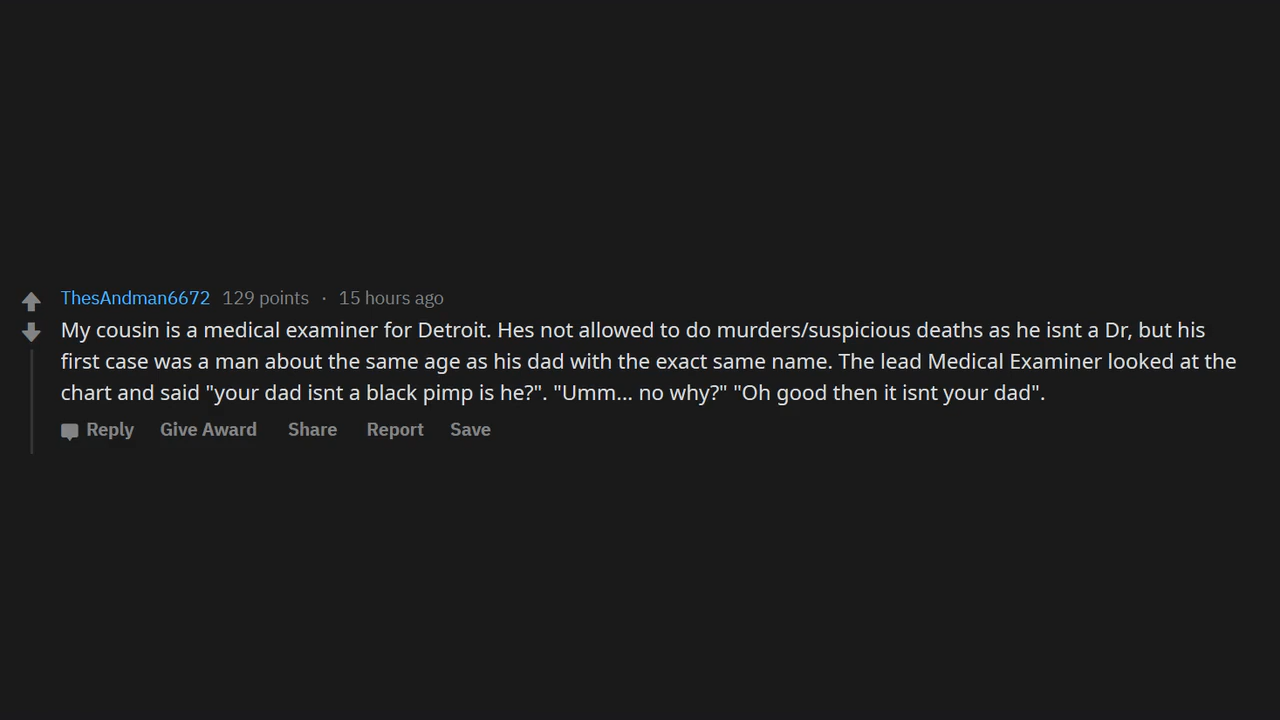 ThesAndman6672 129 points · 15 hours ago
My cousin is a medical examiner for Detroit. Hes not allowed to do murders/suspicious deaths as he isnt a Dr, but his
first case was a man about the same age as his dad with the exact same name. The lead Medical Examiner looked at the
chart and said "your dad isnt a black pimp is he?". "Umm... no why?" "Oh good then it isnt your dad".
Reply Give Award Share Report Save